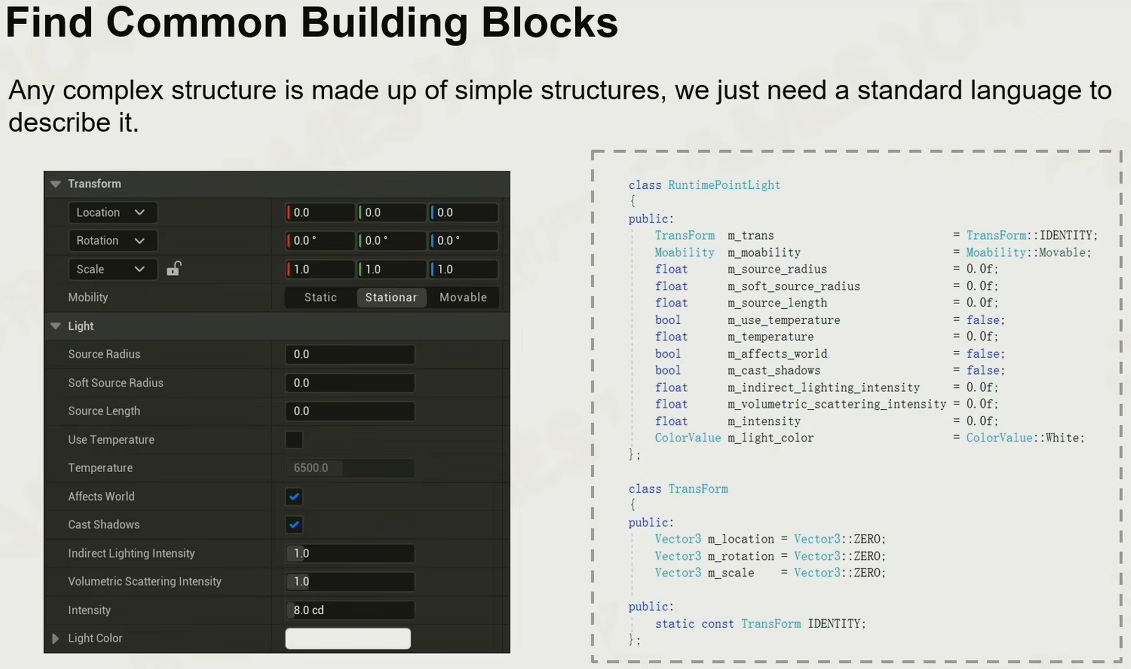 Find Common Building Blocks
Any complex structure is made up of simple structures, we just need a standard language to
describe it.
Transform
Location 0.0 0.0 0.0
Rotation 0.0 ° 0.0 ° 0.0 °
Scale 1.0 1.0 1.0
Mobility Static Stationar Movable
Light
Source Radius 0.0
Soft Source Radius 0.0
Source Length 0.0
Use Temperature
Temperature 6500.0
Affects World
Cast Shadows
Indirect Lighting Intensity 1.0
Volumetric Scattering Intensity 1.0
Intensity 8.0 cd
Light Color
class RuntimePointLight
{
public:
TransForm m_trans = TransForm::IDENTITY;
Moability m_moability = Moability::Movable;
float m_source_radius = 0.0f;
float m_soft_source_radius = 0.0f;
float m_source_length = 0.0f;
bool m_use_temperature = false;
float m_temperature = 0.0f;
bool m_affects_world = false;
bool m_cast_shadows = false;
float m_indirect_lighting_intensity = 0.0f;
float m_volumetric_scattering_intensity = 0.0f;
float m_intensity = 0.0f;
ColorValue m_light_color = ColorValue::White;
};
class TransForm
{
public:
Vector3 m_location = Vector3::ZERO;
Vector3 m_rotation = Vector3::ZERO;
Vector3 m_scale = Vector3::ZERO;
public:
static const TransForm IDENTITY;
};